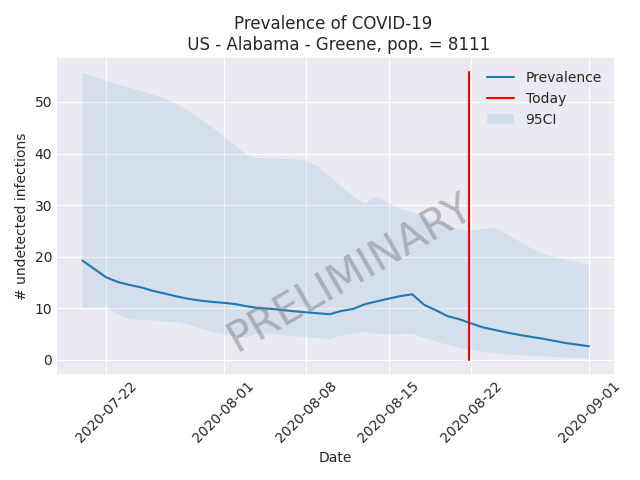 Prevalence of COVID-19
US - Alabama - Greene, pop. = 8111
Prevalence
Today
95CI
PRELIMINARY
# undetected infections
50
40
30
20
10
0
2020-07-22
2020-08-01
2020-08-08
2020-08-15
2020-08-22
2020-09-01
Date